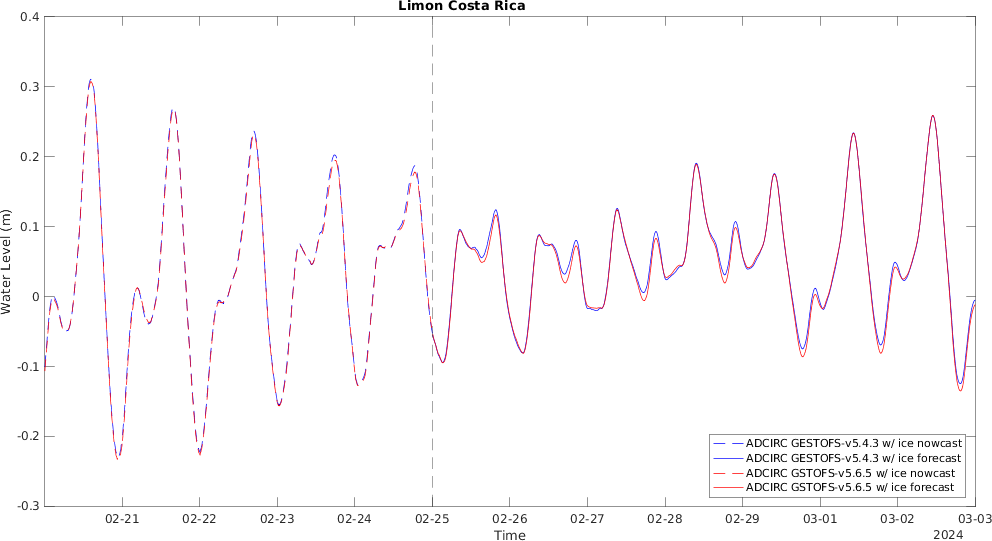 Limon Costa Rica
0.4
0.3
0.2
0.1
0
-0.1
-0.2
-0.3
Water Level (m)
02-21 02-22 02-23 02-24 02-25 02-26 02-27 02-28 02-29 03-01 03-02 03-03
Time
2024
ADCIRC GESTOFS-v5.4.3 w/ ice nowcast
ADCIRC GESTOFS-v5.4.3 w/ ice forecast
ADCIRC GSTOFS-v5.6.5 w/ ice nowcast
ADCIRC GSTOFS-v5.6.5 w/ ice forecast